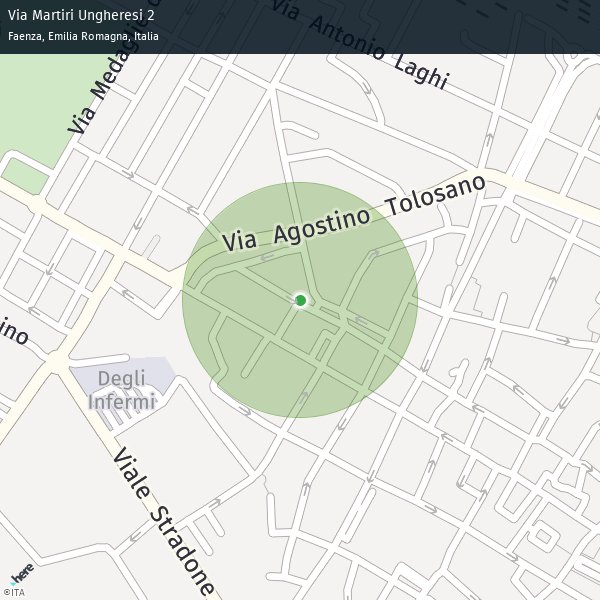 Via Martiri Ungheresi 2
Faenza, Emilia Romagna, Italia
Via Antonio Laghi
Via Medag
Via Agostino Tolosano
ino
Degli
Infermi
Viale Stradone
here
©ITA